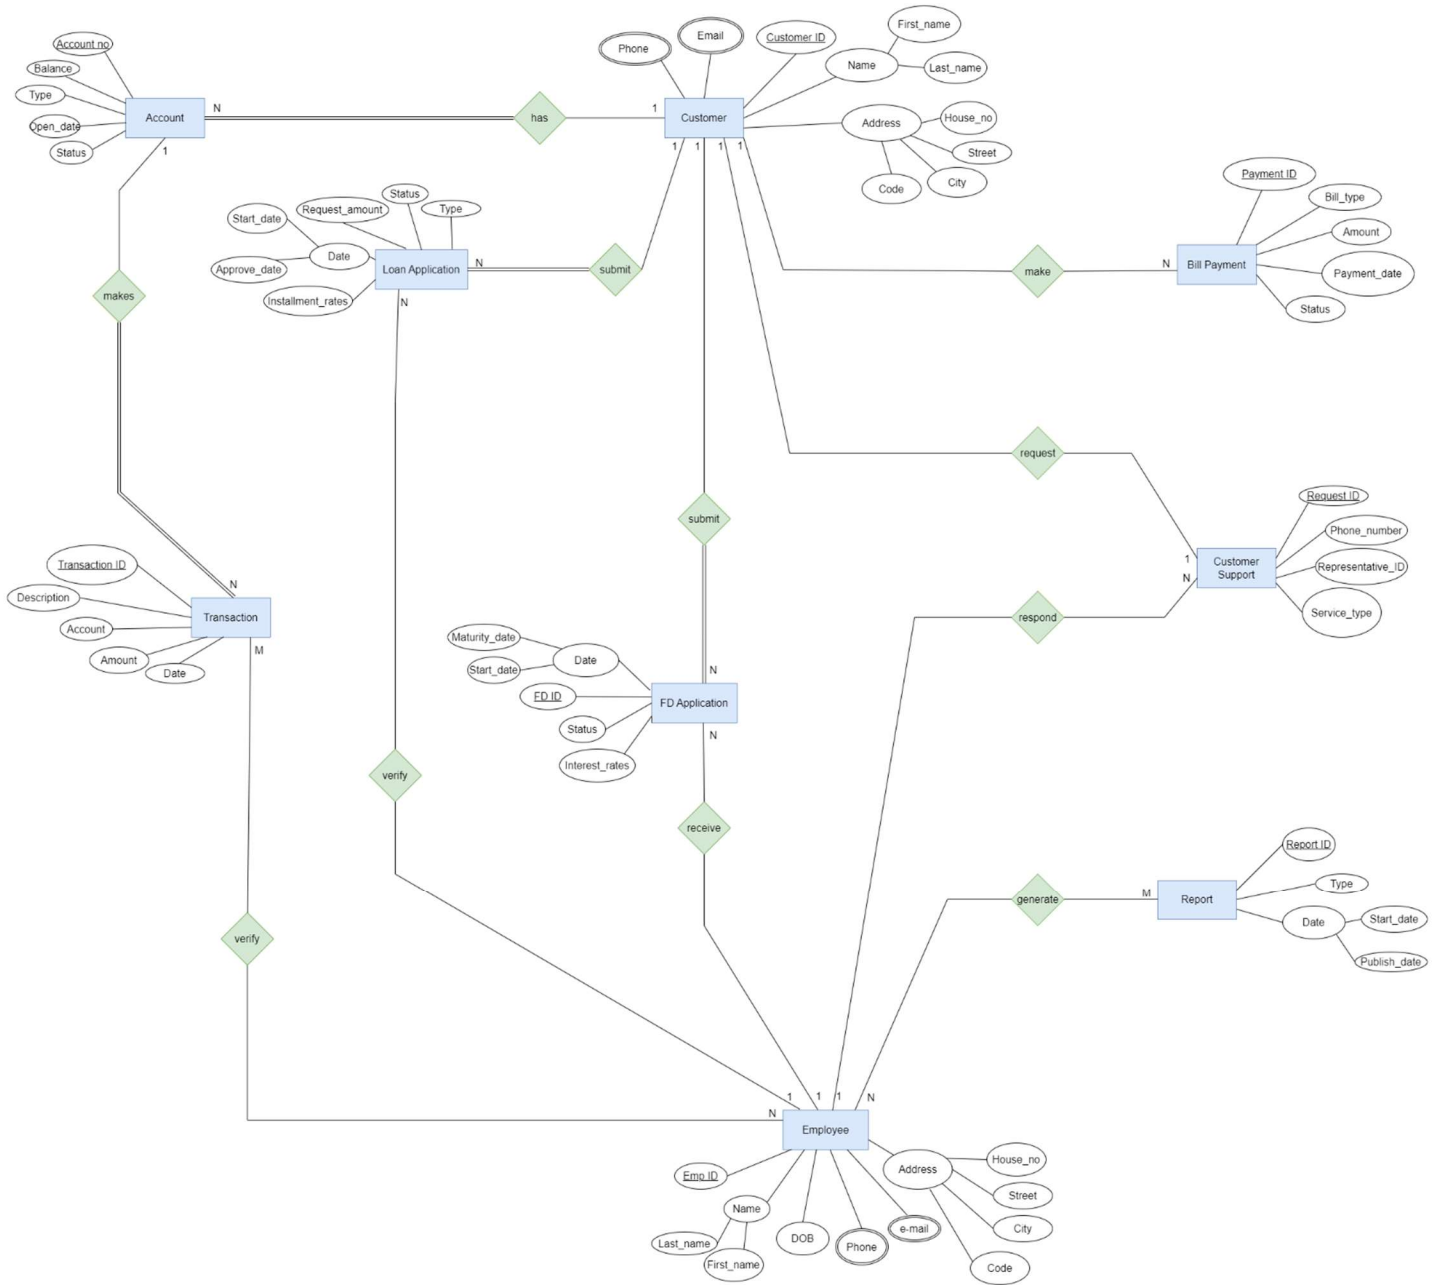 First_name
Account no
Email
Customer ID
Phone
Name
Last_name
Balance
Type
N
1
House_no
Account
has
Customer
Address
Open_date
Status
1
1
1
1
1
Street
City
Code
Payment ID
Status
Request_amount
Type
Bill_type
Start_date
Amount
Date
N
N
Approve_date
Loan Application
submit
make
Bill Payment
Payment_date
makes
Installment_rates
N
Status
request
Request ID
submit
Phone_number
1
Customer
Support
Representative_ID
Transaction ID
N
N
Description
Transaction
respond
Service_type
Account
Maturity_date
M
Amount
Date
Date
Start_date
N
FD ID
FD Application
Status
N
Interest_rates
verify
receive
Report ID
Type
M
generate
Report
Date
Start_date
verify
Publish_date
1
1
1
N
N
Employee
House_no
Emp ID
Address
Street
Name
e-mail
City
DOB
Last_name
Phone
First_name
Code